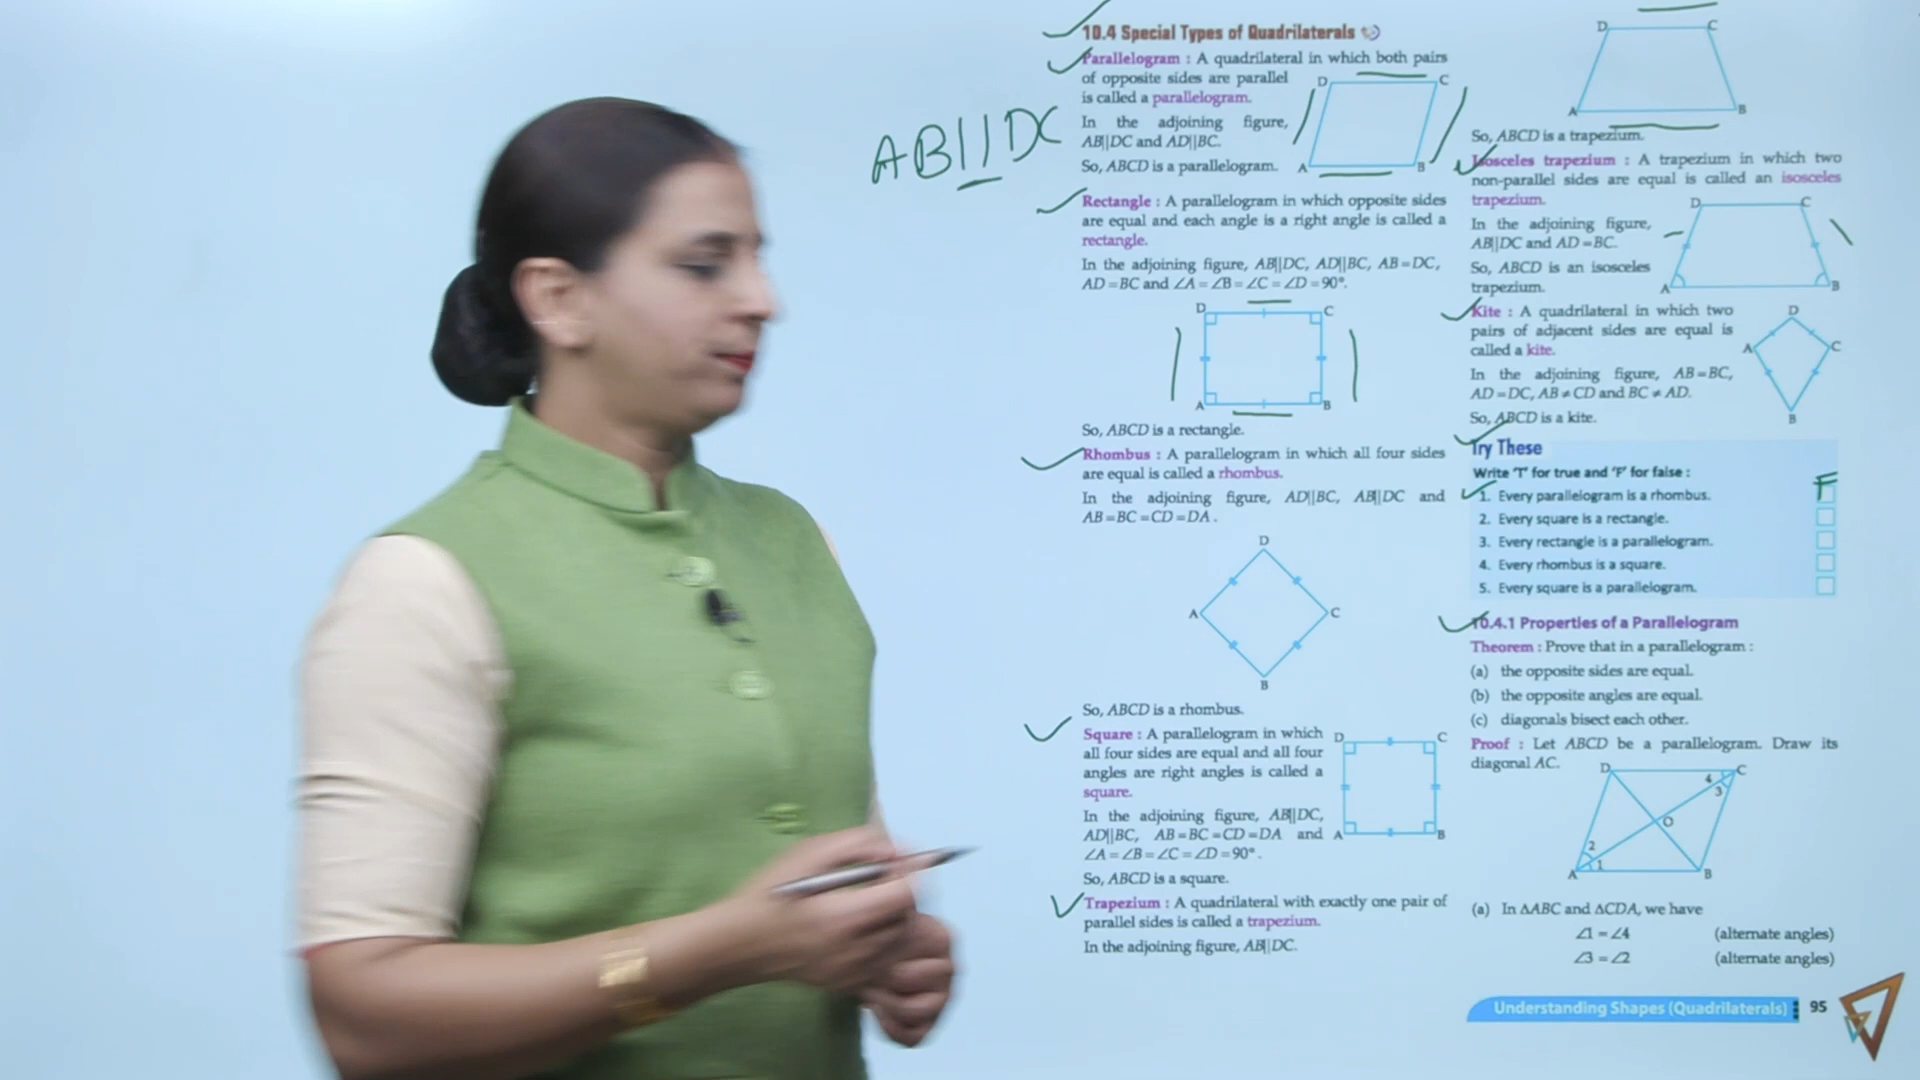 AB||DC
10.4 Special Types of Quadrilaterals
Parallelogram : A quadrilateral in which both pairs
of opposite sides are parallel
is called a parallelogram.
In the adjoining figure,
AB||DC and AD||BC.
So, ABCD is a parallelogram.
D C
A B
Rectangle : A parallelogram in which opposite sides
are equal and each angle is a right angle is called a
rectangle.
In the adjoining figure, AB||DC, AD||BC, AB=DC,
AD=BC and ∠A=∠B=∠C=∠D=90°.
D C
A B
So, ABCD is a rectangle.
Rhombus : A parallelogram in which all four sides
are equal is called a rhombus.
In the adjoining figure, AD||BC, AB||DC and
AB=BC=CD=DA.
D
A C
B
So, ABCD is a rhombus.
Square : A parallelogram in which
all four sides are equal and all four
angles are right angles is called a
square.
In the adjoining figure, AB||DC,
AD||BC, AB=BC=CD=DA and
∠A=∠B=∠C=∠D=90°.
So, ABCD is a square.
D C
A B
Trapezium : A quadrilateral with exactly one pair of
parallel sides is called a trapezium.
In the adjoining figure, AB||DC.
D C
A B
So, ABCD is a trapezium.
Isosceles trapezium : A trapezium in which two
non-parallel sides are equal is called an isosceles
trapezium.
In the adjoining figure,
AB||DC and AD=BC.
So, ABCD is an isosceles
trapezium.
D C
A B
Kite : A quadrilateral in which two
pairs of adjacent sides are equal is
called a kite.
In the adjoining figure, AB=BC,
AD=DC, AB≠CD and BC≠AD.
So, ABCD is a kite.
D
A C
B
Try These
Write 'T' for true and 'F' for false :
1. Every parallelogram is a rhombus. F
2. Every square is a rectangle.
3. Every rectangle is a parallelogram.
4. Every rhombus is a square.
5. Every square is a parallelogram.
10.4.1 Properties of a Parallelogram
Theorem : Prove that in a parallelogram :
(a) the opposite sides are equal.
(b) the opposite angles are equal.
(c) diagonals bisect each other.
Proof : Let ABCD be a parallelogram. Draw its
diagonal AC.
D 4 C
3
O
2
A 1 B
(a) In ΔABC and ΔCDA, we have
∠1=∠4 (alternate angles)
∠3=∠2 (alternate angles)
Understanding Shapes (Quadrilaterals) 95